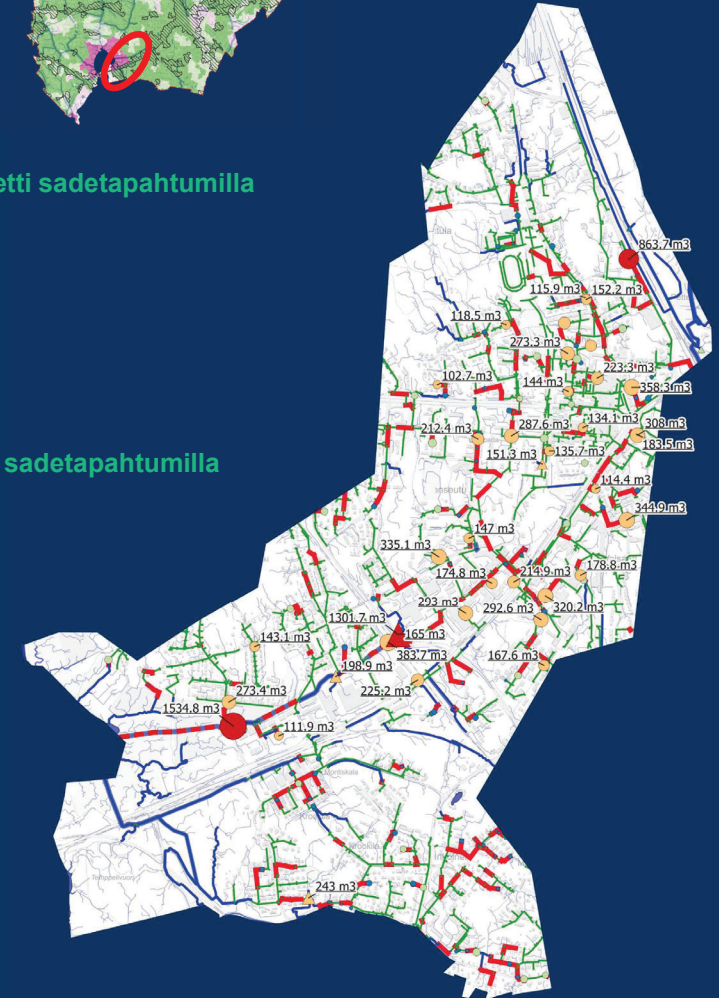 etti sadetapahtumilla
863.7 m3
115.9 m3
152.2 m3
118.5 m3
273.3 m3
223.3 m3
102.7 m3
144 m3
358.3 m3
134.1 m3
308 m3
212.4 m3
287.6 m3
183.5 m3
151.3 m3
135.7 m3
sadetapahtumilla
114.4 m3
344.9 m3
147 m3
335.1 m3
174.8 m3
214.9 m3
178.8 m3
293 m3
292.6 m3
320.2 m3
1301.7 m3
165 m3
143.1 m3
383.7 m3
167.6 m3
198.9 m3
273.4 m3
225.2 m3
1534.8 m3
111.9 m3
243 m3